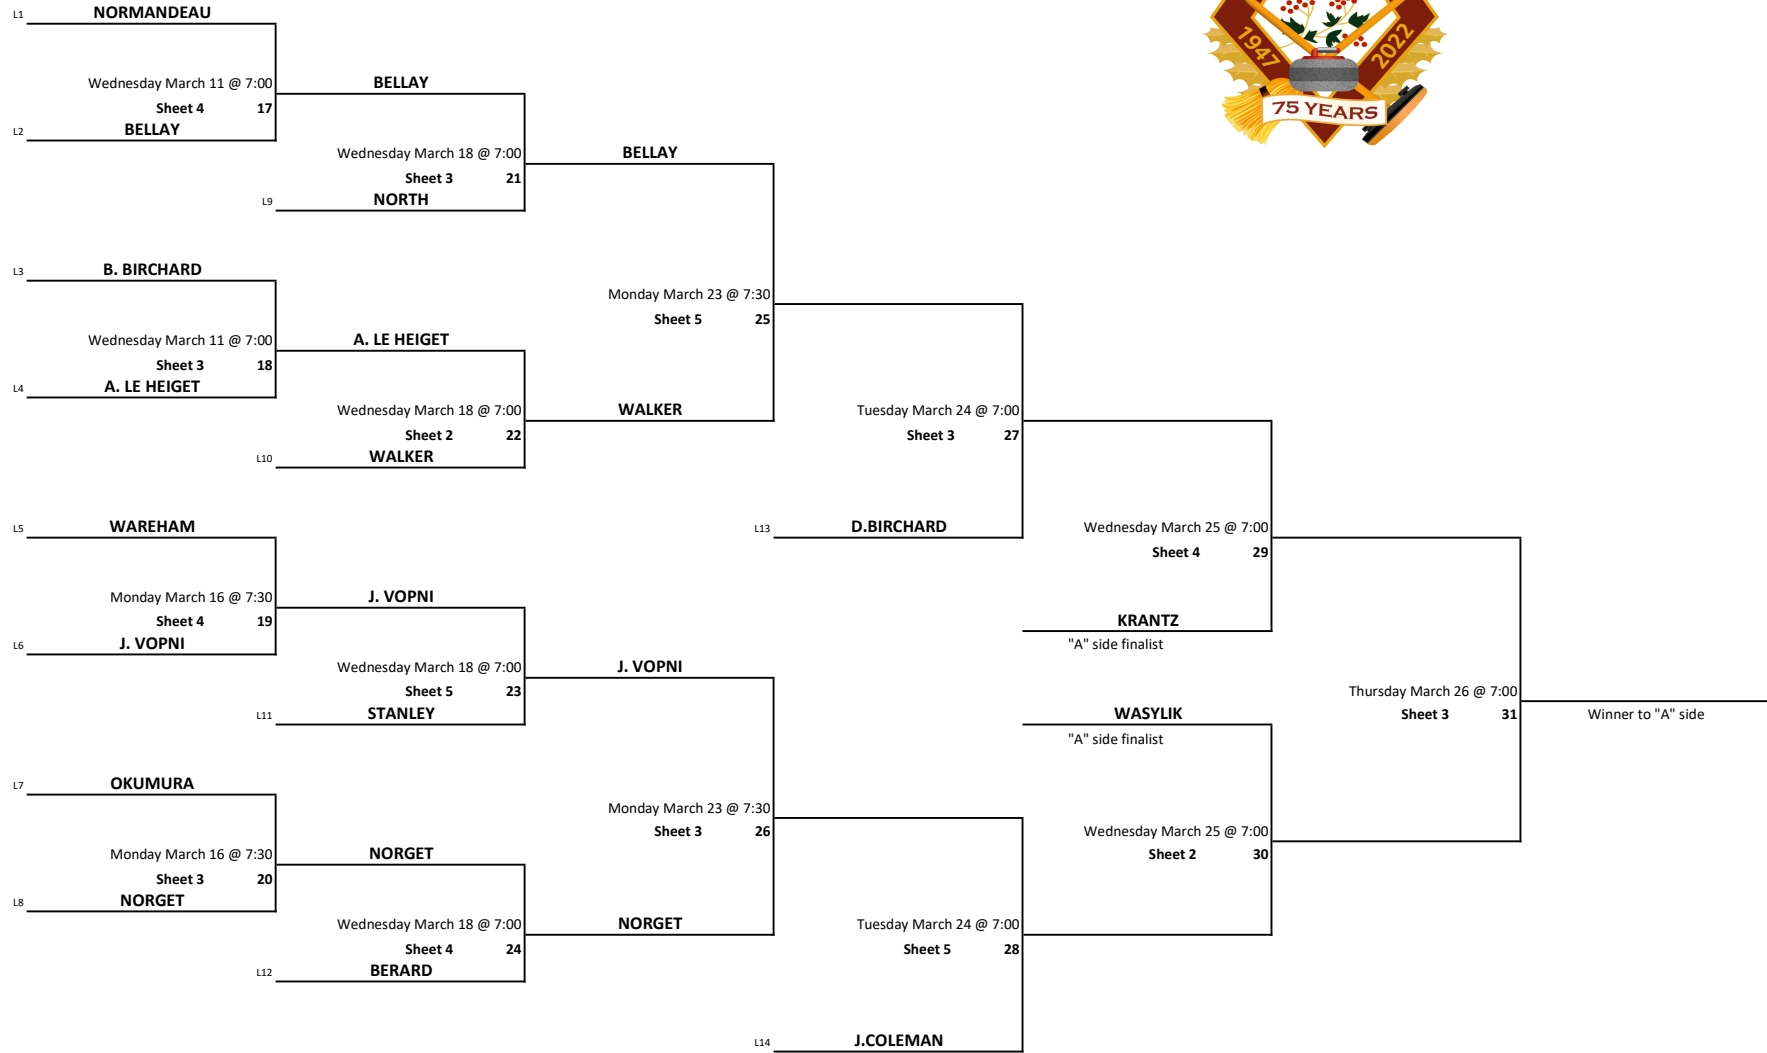 L1 NORMANDEAU
1947
2022
75 YEARS
Wednesday March 11 @ 7:00 BELLAY
Sheet 4 17
L2 BELLAY
Wednesday March 18 @ 7:00 BELLAY
Sheet 3 21
L9 NORTH
L3 B. BIRCHARD
Monday March 23 @ 7:30
Sheet 5 25
Wednesday March 11 @ 7:00 A. LE HEIGET
Sheet 3 18
L4 A. LE HEIGET
Wednesday March 18 @ 7:00 WALKER Tuesday March 24 @ 7:00
Sheet 2 22 Sheet 3 27
L10 WALKER
L5 WAREHAM L13 D.BIRCHARD Wednesday March 25 @ 7:00
Sheet 4 29
Monday March 16 @ 7:30 J. VOPNI
Sheet 4 19 KRANTZ
L6 J. VOPNI "A" side finalist
Wednesday March 18 @ 7:00 J. VOPNI
Sheet 5 23 Thursday March 26 @ 7:00
L11 STANLEY WASYLIK Sheet 3 31 Winner to "A" side
"A" side finalist
L7 OKUMURA
Monday March 23 @ 7:30
Sheet 3 26 Wednesday March 25 @ 7:00
Monday March 16 @ 7:30 NORGET Sheet 2 30
Sheet 3 20
L8 NORGET
Wednesday March 18 @ 7:00 NORGET Tuesday March 24 @ 7:00
Sheet 4 24 Sheet 5 28
L12 BERARD
L14 J.COLEMAN